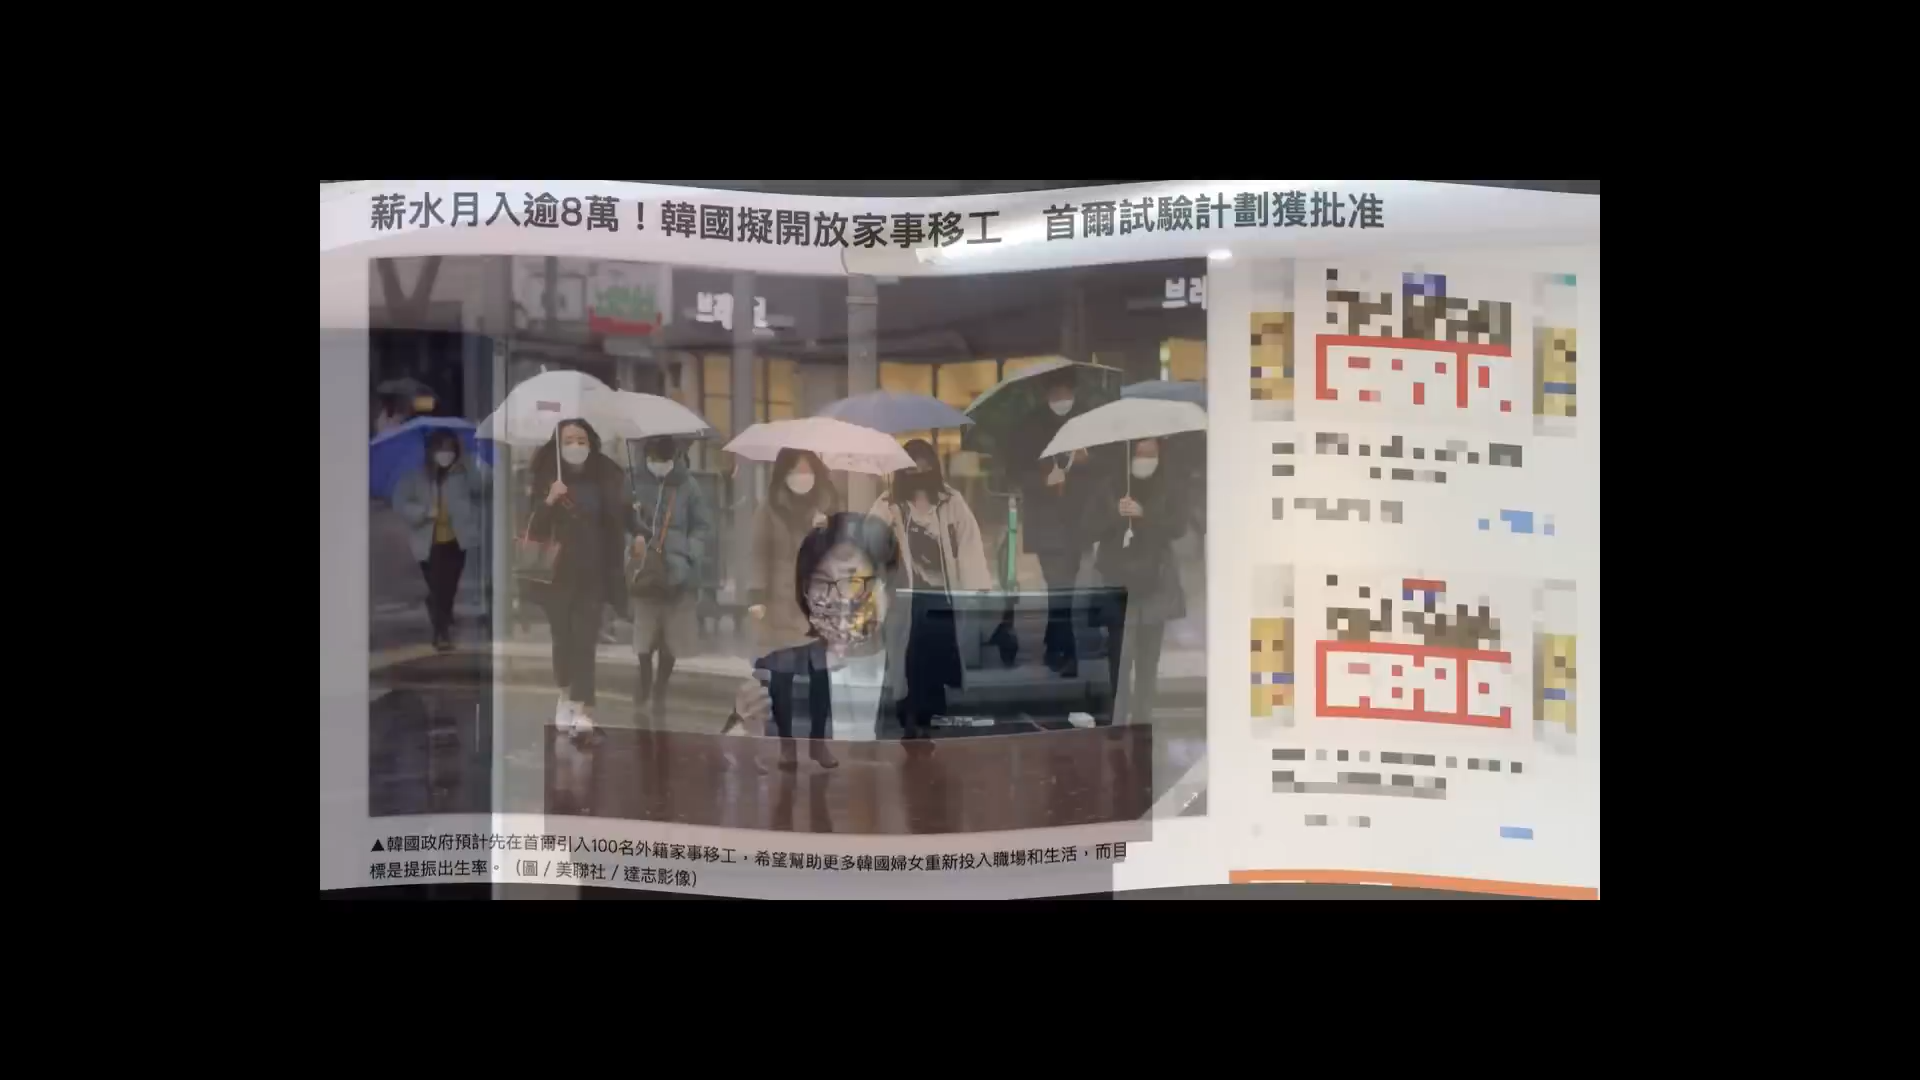 薪水月入逾8萬！韓國擬開放家事移工　首爾試驗計劃獲批准
▲韓國政府預計先在首爾引入100名外籍家事移工，希望幫助更多韓國婦女重新投入職場和生活，而目
標是提振出生率。（圖 / 美聯社 / 達志影像）